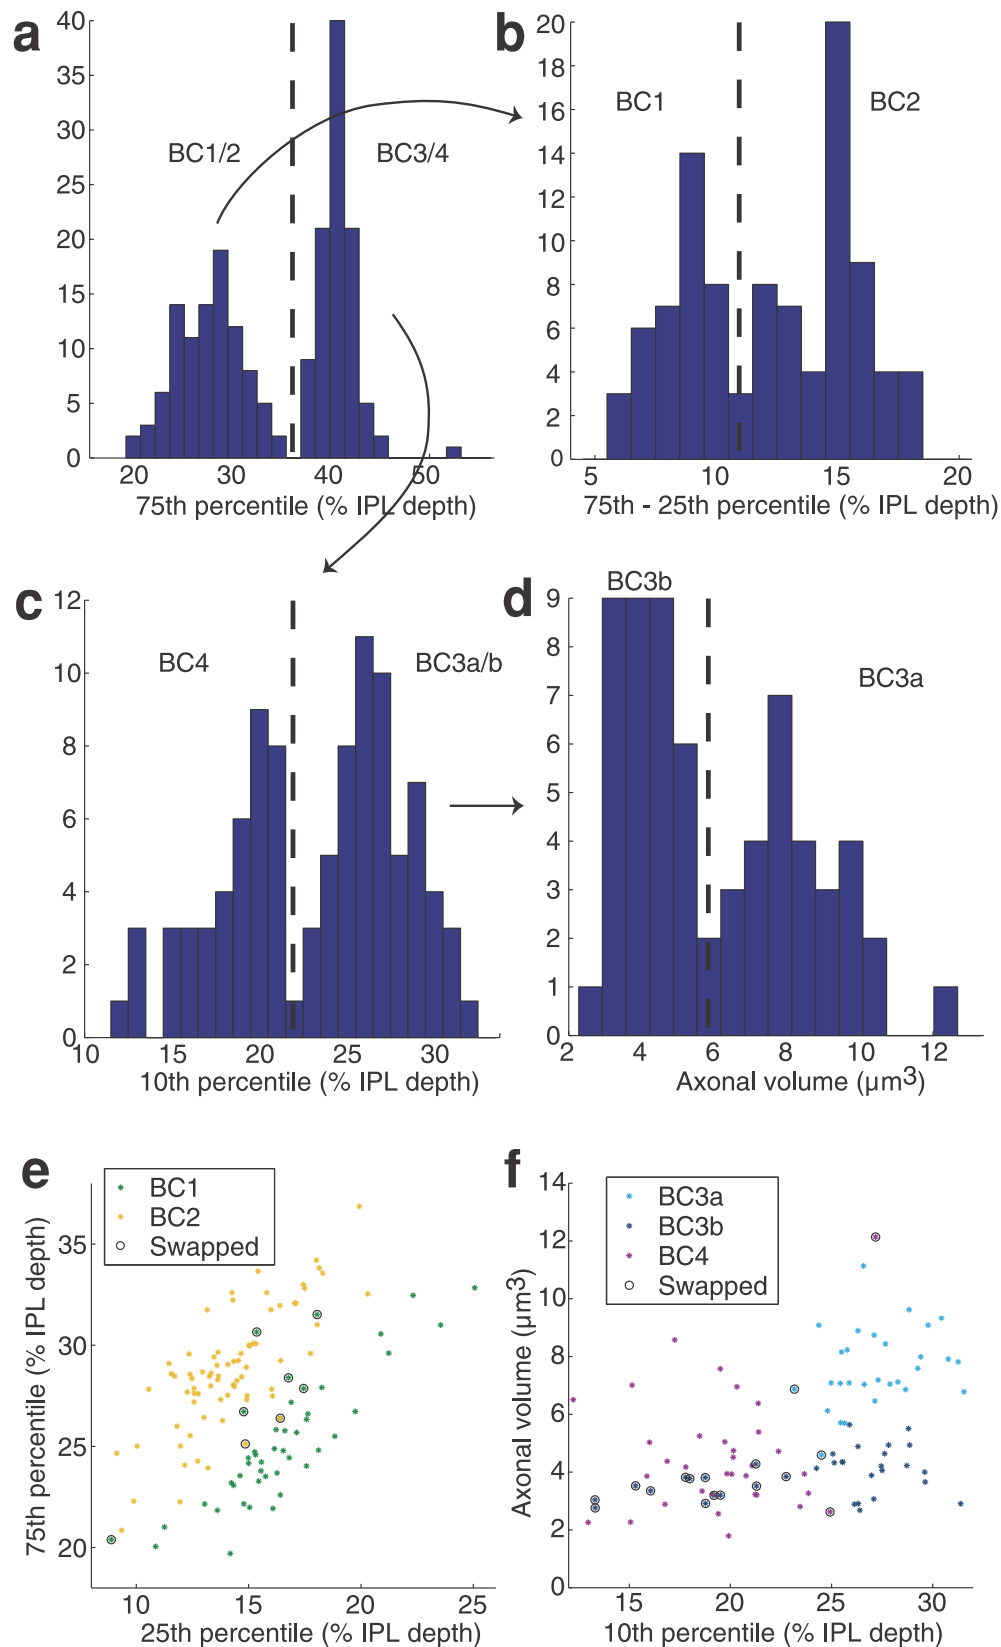 a
40
35
30
25
20
15
10
5
0
BC1/2
BC3/4
20
30
40
50
75th percentile (% IPL depth)
b
20
18
16
14
12
10
8
6
4
2
0
BC1
BC2
5
10
15
20
75th - 25th percentile (% IPL depth)
c
12
10
8
6
4
2
0
BC4
BC3a/b
10
15
20
25
30
10th percentile (% IPL depth)
d
BC3b
9
8
7
6
5
4
3
2
1
0
BC3a
2
4
6
8
10
12
Axonal volume (µm3)
e
BC1
BC2
Swapped
35
30
25
20
75th percentile (% IPL depth)
10
15
20
25
25th percentile (% IPL depth)
f
14
12
10
8
6
4
2
0
BC3a
BC3b
BC4
Swapped
Axonal volume (µm3)
15
20
25
30
10th percentile (% IPL depth)